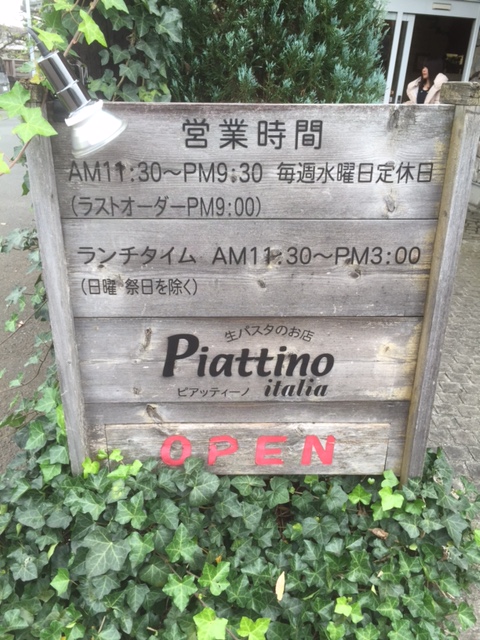 営業時間
AM11:30～PM9:30 毎週水曜日定休日
(ラストオーダーPM9:00)
ランチタイム AM11:30～PM3:00
(日曜 祭日を除く)
生パスタのお店
Piattino
ピアッティーノ italia
OPEN